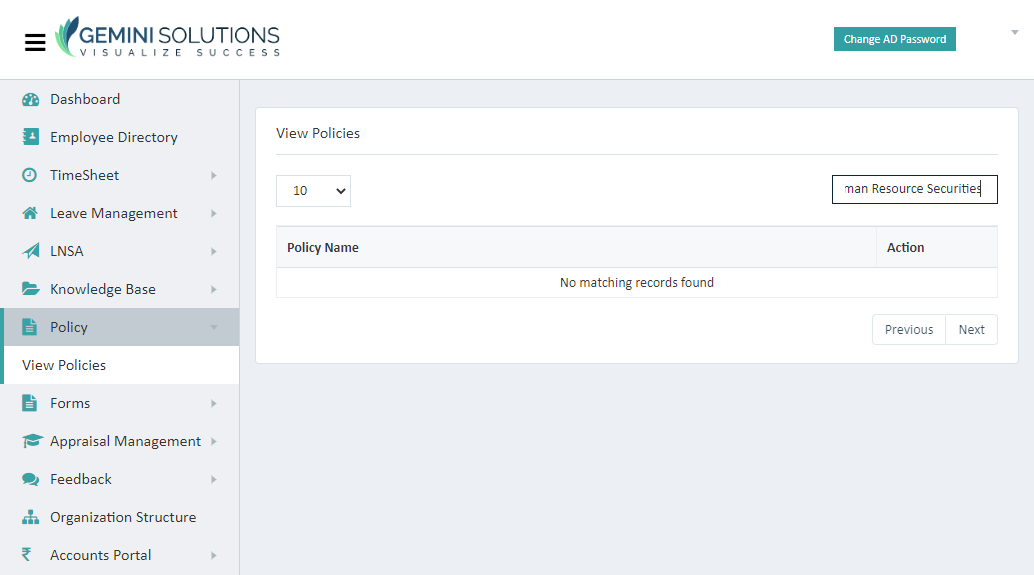 GEMINI SOLUTIONS
VISUALIZE SUCCESS
Change AD Password
Dashboard
Employee Directory
TimeSheet
Leave Management
LNSA
Knowledge Base
Policy
View Policies
Forms
Appraisal Management
Feedback
Organization Structure
₹ Accounts Portal
View Policies
10
man Resource Securities
Policy Name Action
No matching records found
Previous Next